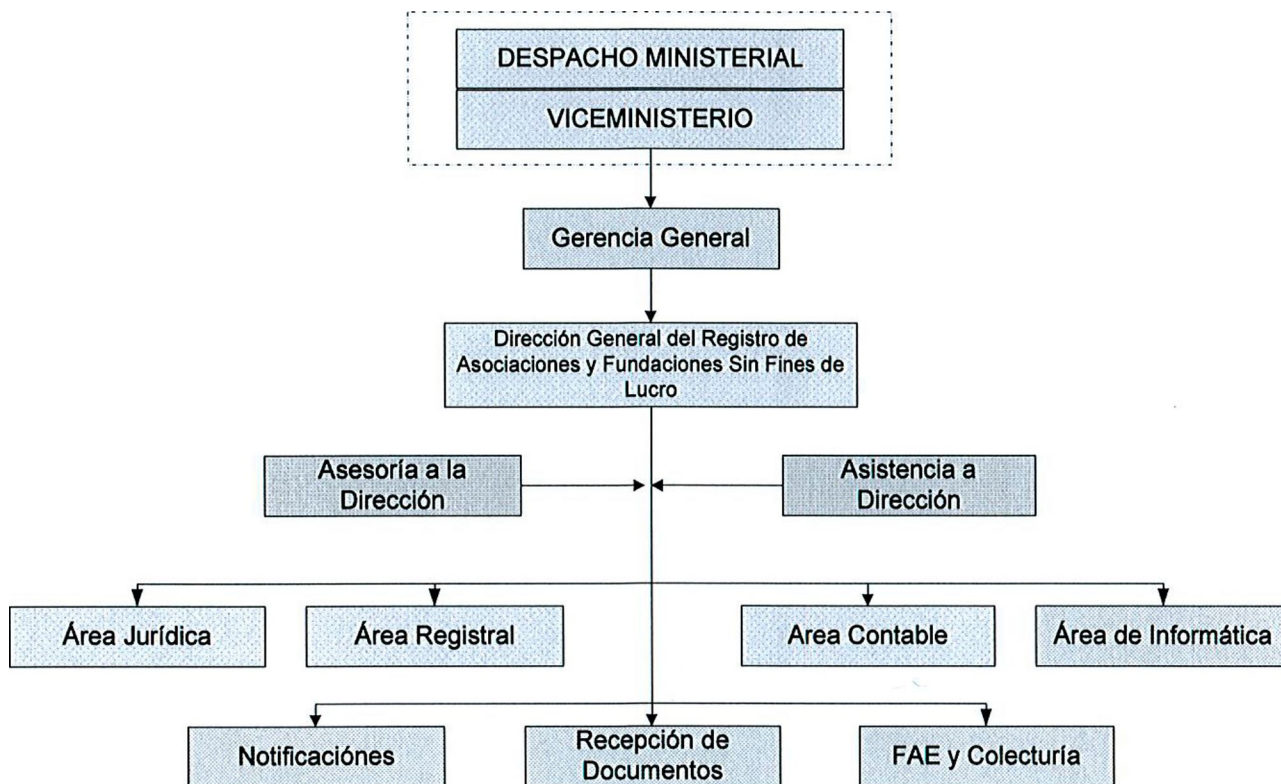 DESPACHO MINISTERIAL
VICEMINISTERIO
Gerencia General
Dirección General del Registro de
Asociaciones y Fundaciones Sin Fines de
Lucro
Asesoría a la
Dirección
Asistencia a
Dirección
Área Jurídica
Área Registral
Area Contable
Área de Informática
Notificaciónes
Recepción de
Documentos
FAE y Colecturía